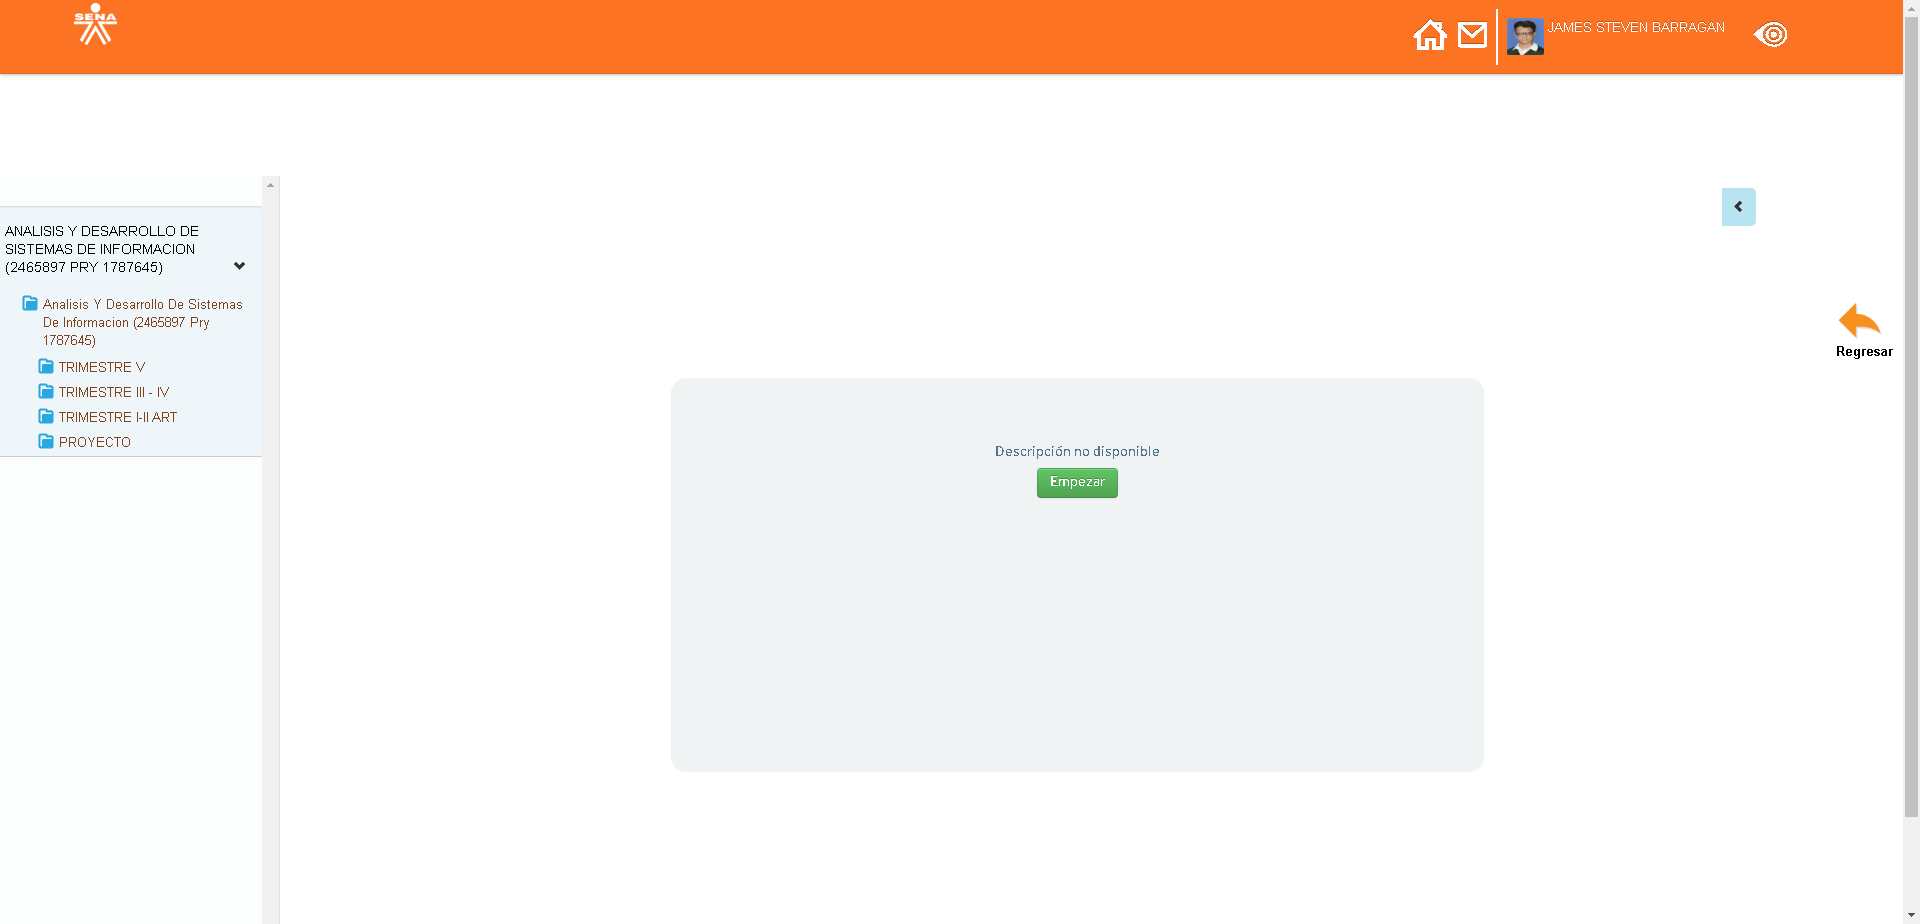 SENA
JAMES STEVEN BARRAGAN
ANALISIS Y DESARROLLO DE
SISTEMAS DE INFORMACION
(2465897 PRY 1787645)
Analisis Y Desarrollo De Sistemas
De Informacion (2465897 Pry
1787645)
TRIMESTRE V
TRIMESTRE III - IV
TRIMESTRE I-II ART
PROYECTO
Regresar
Descripción no disponible
Empezar